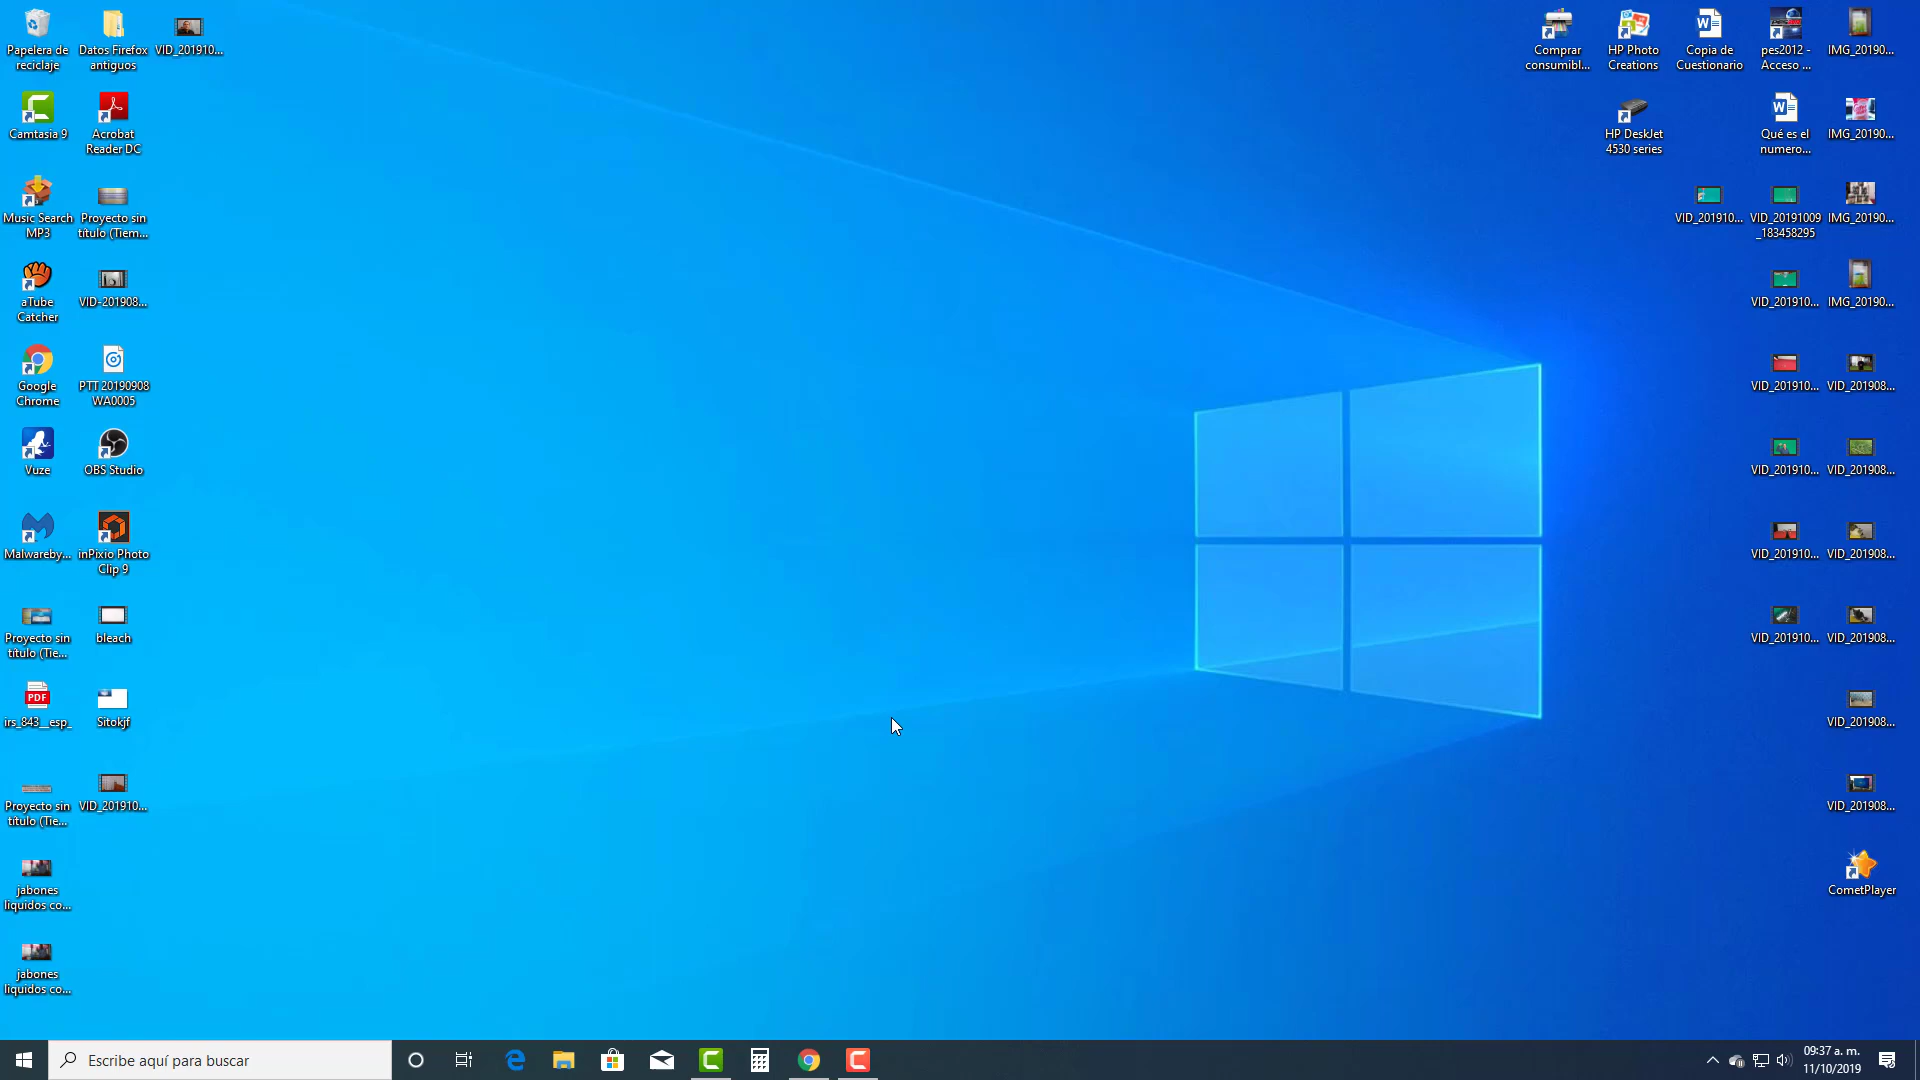 Papelera de
reciclaje
Datos Firefox
antiguos
VID_201910...
Camtasia 9
Acrobat
Reader DC
Music Search
MP3
Proyecto sin
título (Tiem...
aTube
Catcher
VID-201908...
Google
Chrome
PTT 20190908
WA0005
Vuze
OBS Studio
Malwareby...
inPixio Photo
Clip 9
Proyecto sin
título (Tie...
bleach
PDF
irs_843__esp_
Sitokjf
Proyecto sin
título (Tie...
VID_201910...
jabones
liquidos co...
jabones
liquidos co...
Comprar
consumibl...
HP Photo
Creations
Copia de
Cuestionario
pes2012 -
Acceso ...
IMG_20190...
HP DeskJet
4530 series
Qué es el
numero...
IMG_20190...
VID_201910...
VID_20191009
_183458295
IMG_20190...
VID_201910...
IMG_20190...
VID_201910...
VID_201908...
VID_201910...
VID_201908...
VID_201910...
VID_201908...
VID_201910...
VID_201908...
VID_201908...
VID_201908...
CometPlayer
Escribe aquí para buscar
09:37 a. m.
11/10/2019